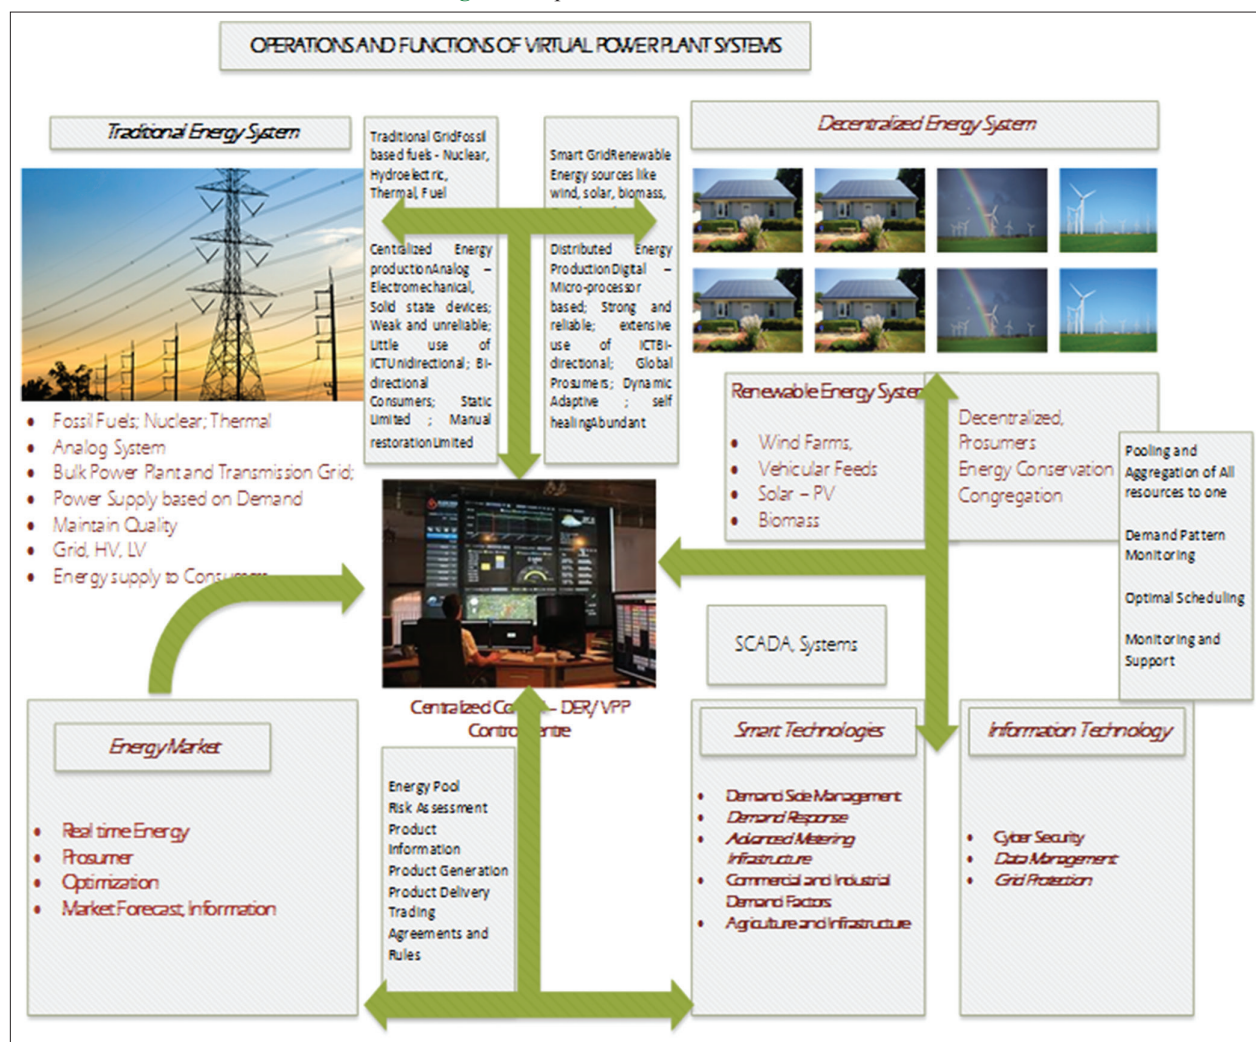 OPERATIONS AND FUNCTIONS OF VIRTUAL POWER PLANT SYSTEMS
Traditional Energy System
Traditional GridFossil
based fuels - Nuclear,
Hydroelectric,
Thermal, Fuel
Centralized Energy
productionAnalog –
Electromechanical,
Solid state devices;
Weak and unreliable;
Little use of
ICTUnidirectional; Bi-
directional
Consumers; Static
Limited ; Manual
restorationLimited
Smart GridRenewable
Energy sources like
wind, solar, biomass,
Distributed Energy
ProductionDigital –
Micro-processor
based; Strong and
reliable; extensive
use of ICTBi-
directional; Global
Prosumers; Dynamic
Adaptive ; self
healingAbundant
Decentralized Energy System
• Fossil Fuels; Nuclear; Thermal
• Analog System
• Bulk Power Plant and Transmission Grid;
• Power Supply based on Demand
• Maintain Quality
• Grid, HV, LV
• Energy supply to Consumers
Renewable Energy System
• Wind Farms,
• Vehicular Feeds
• Solar – PV
• Biomass
Decentralized,
Prosumers
Energy Conservation
Congregation
Pooling and
Aggregation of All
resources to one
Demand Pattern
Monitoring
Optimal Scheduling
Monitoring and
Support
SCADA, Systems
Centralized – DER/ VPP
Control Centre
Energy Market
• Real time Energy
• Prosumer
• Optimization
• Market Forecast, Information
Energy Pool
Risk Assessment
Product
Information
Product Generation
Product Delivery
Trading
Agreements and
Rules
Smart Technologies
• Demand Side Management
• Demand Response
• Advanced Metering
Infrastructure
• Commercial and Industrial
Demand Factors
• Agriculture and Infrastructure
Information Technology
• Cyber Security
• Data Management
• Grid Protection